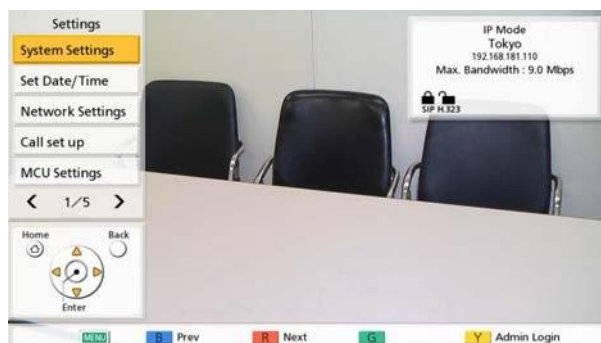 Settings
System Settings
Set Date/Time
Network Settings
Call set up
MCU Settings
1/5
Home
Back
Enter
IP Mode
Tokyo
192.168.181.110
Max. Bandwidth : 9.0 Mbps
SIP H.323
MENU
B Prev
R Next
G
Y Admin Login